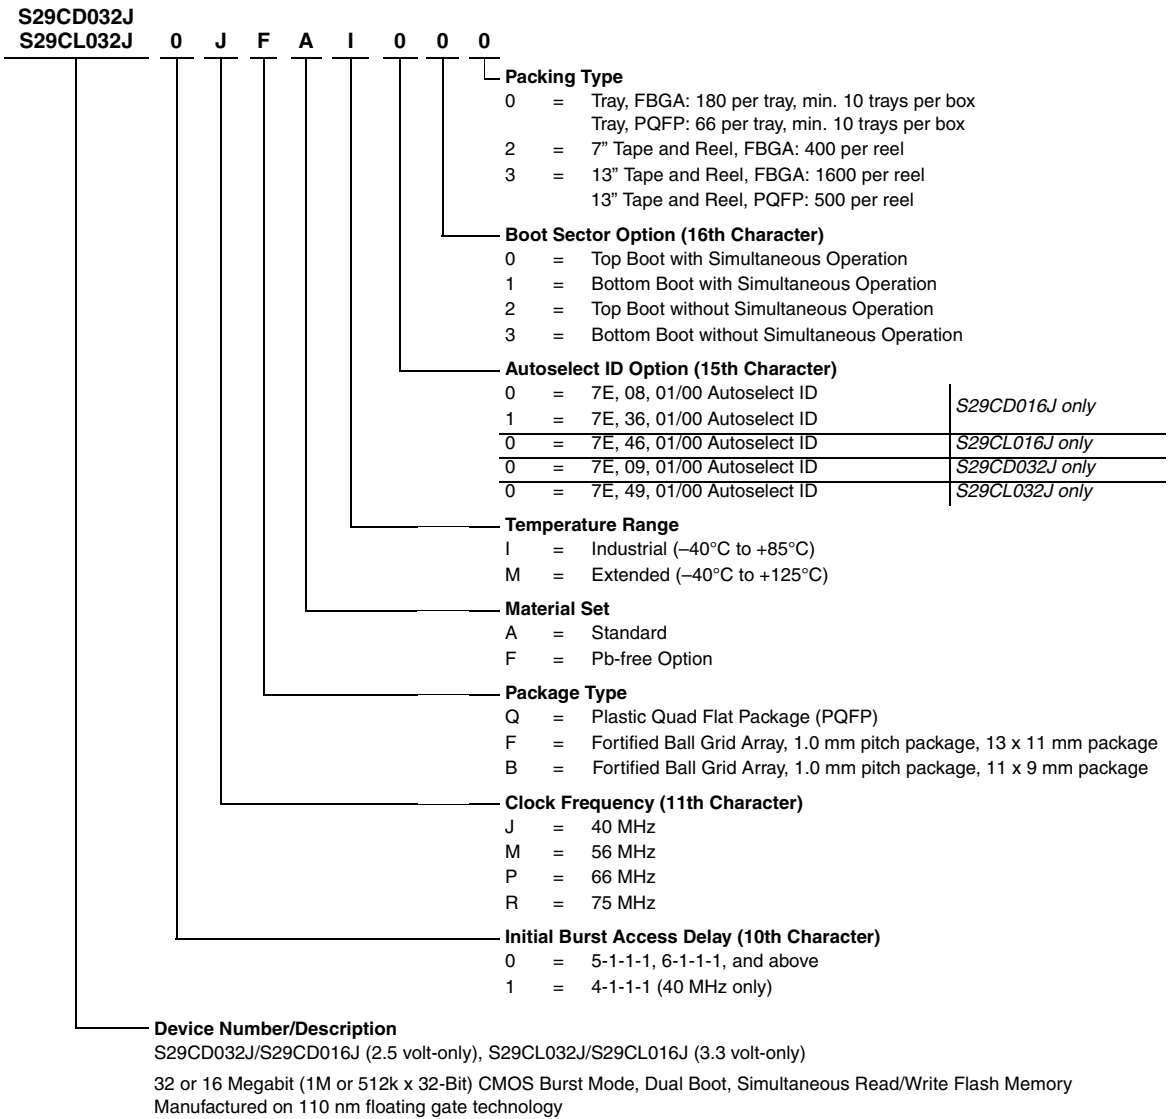 S29CD032J
S29CL032J 0 J F A I 0 0 0
Packing Type
0 = Tray, FBGA: 180 per tray, min. 10 trays per box
Tray, PQFP: 66 per tray, min. 10 trays per box
2 = 7” Tape and Reel, FBGA: 400 per reel
3 = 13” Tape and Reel, FBGA: 1600 per reel
13” Tape and Reel, PQFP: 500 per reel
Boot Sector Option (16th Character)
0 = Top Boot with Simultaneous Operation
1 = Bottom Boot with Simultaneous Operation
2 = Top Boot without Simultaneous Operation
3 = Bottom Boot without Simultaneous Operation
Autoselect ID Option (15th Character)
0 = 7E, 08, 01/00 Autoselect ID
S29CD016J only
1 = 7E, 36, 01/00 Autoselect ID
0 = 7E, 46, 01/00 Autoselect ID S29CL016J only
0 = 7E, 09, 01/00 Autoselect ID S29CD032J only
0 = 7E, 49, 01/00 Autoselect ID S29CL032J only
Temperature Range
I = Industrial (–40°C to +85°C)
M = Extended (–40°C to +125°C)
Material Set
A = Standard
F = Pb-free Option
Package Type
Q = Plastic Quad Flat Package (PQFP)
F = Fortified Ball Grid Array, 1.0 mm pitch package, 13 x 11 mm package
B = Fortified Ball Grid Array, 1.0 mm pitch package, 11 x 9 mm package
Clock Frequency (11th Character)
J = 40 MHz
M = 56 MHz
P = 66 MHz
R = 75 MHz
Initial Burst Access Delay (10th Character)
0 = 5-1-1-1, 6-1-1-1, and above
1 = 4-1-1-1 (40 MHz only)
Device Number/Description
S29CD032J/S29CD016J (2.5 volt-only), S29CL032J/S29CL016J (3.3 volt-only)
32 or 16 Megabit (1M or 512k x 32-Bit) CMOS Burst Mode, Dual Boot, Simultaneous Read/Write Flash Memory
Manufactured on 110 nm floating gate technology